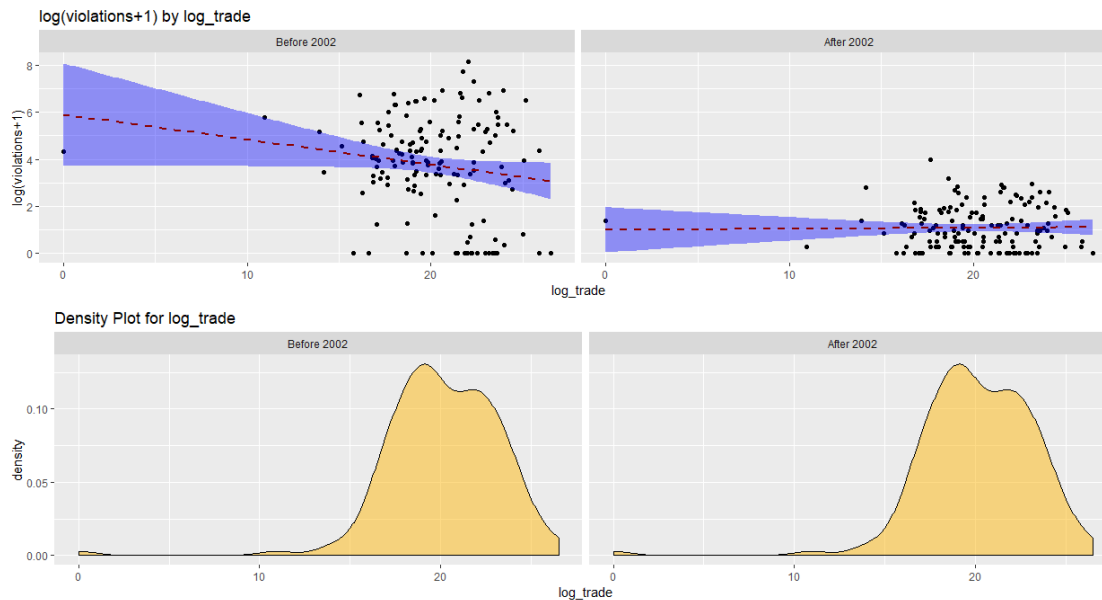 log(violations+1) by log_trade
Before 2002
After 2002
log(violations+1)
8
6
4
2
0
0
10
20
0
10
20
log_trade
Density Plot for log_trade
Before 2002
After 2002
density
0.10
0.05
0.00
0
10
20
0
10
20
log_trade